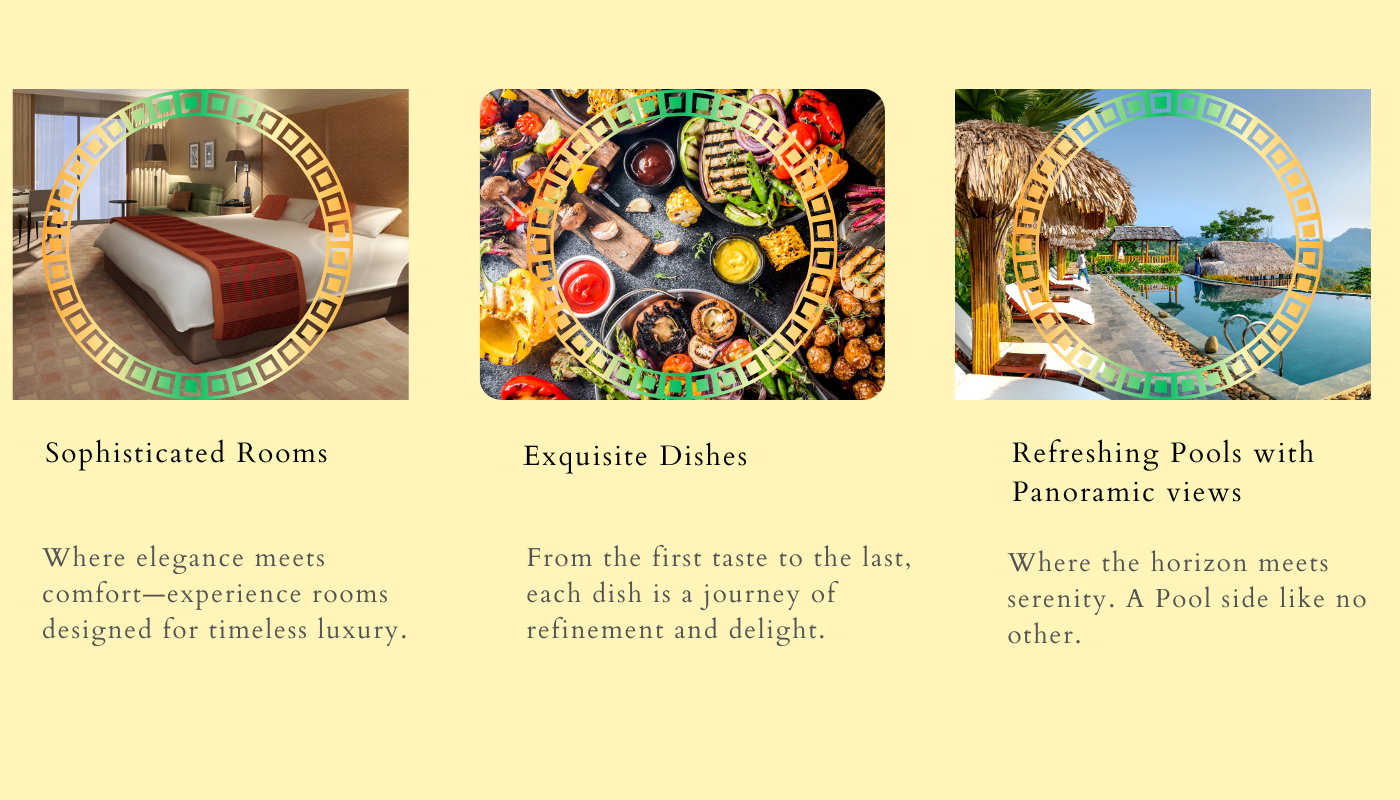 Sophisticated Rooms
Where elegance meets
comfort—experience rooms
designed for timeless luxury.
Exquisite Dishes
From the first taste to the last,
each dish is a journey of
refinement and delight.
Refreshing Pools with
Panoramic views
Where the horizon meets
serenity. A Pool side like no
other.